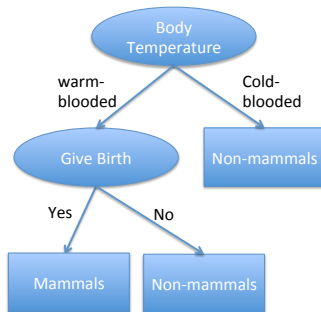 Body
Temperature
warm-
blooded
Cold-
blooded
Give Birth
Non-mammals
Yes
No
Mammals
Non-mammals